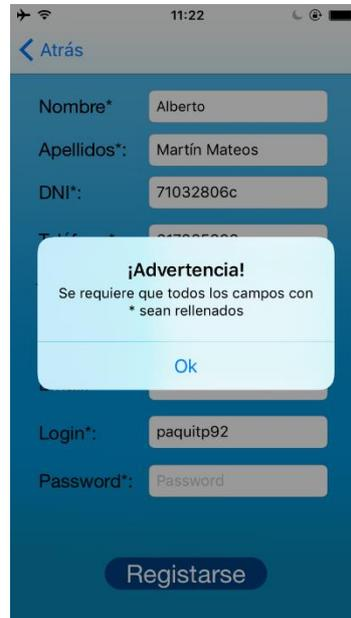 11:22
Atrás
Nombre* Alberto
Apellidos*: Martín Mateos
DNI*: 71032806c
¡Advertencia!
Se requiere que todos los campos con
* sean rellenados
Ok
Login*: paquitp92
Password*: Password
Registarse